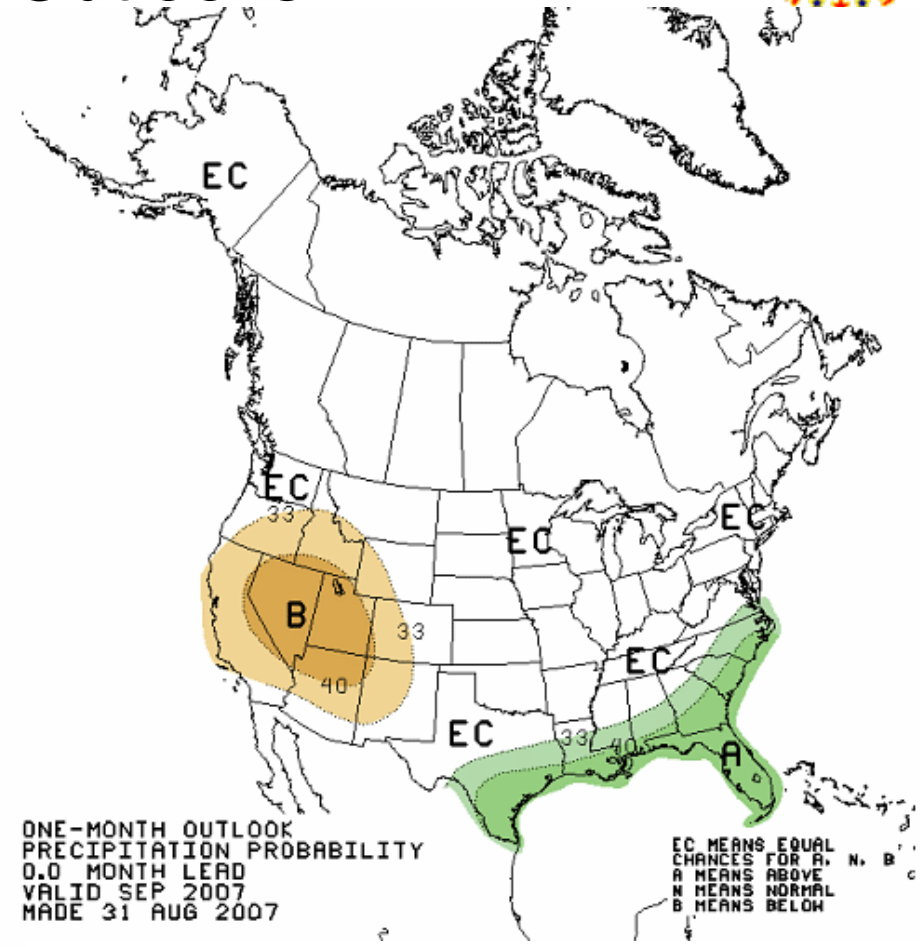 EC
EC
33
EC
EC
B
33
EC
40
EC
33
40
A
ONE-MONTH OUTLOOK
PRECIPITATION PROBABILITY
0.0 MONTH LEAD
VALID SEP 2007
MADE 31 AUG 2007
EC MEANS EQUAL
CHANCES FOR A, N, B
A MEANS ABOVE
N MEANS NORMAL
B MEANS BELOW